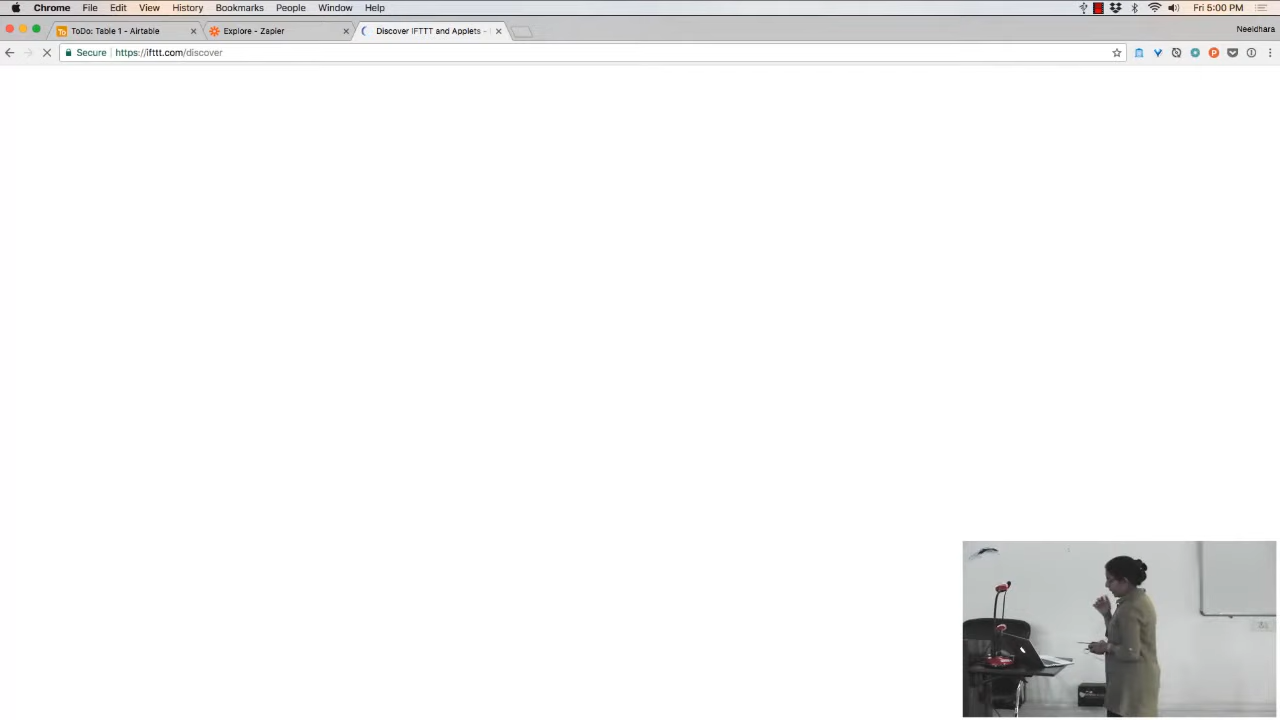 Chrome File Edit View History Bookmarks People Window Help Fri 5:00 PM
ToDo: Table 1 - Airtable Explore - Zapier Discover IFTTT and Applets - Neeldhara
Secure https://ifttt.com/discover